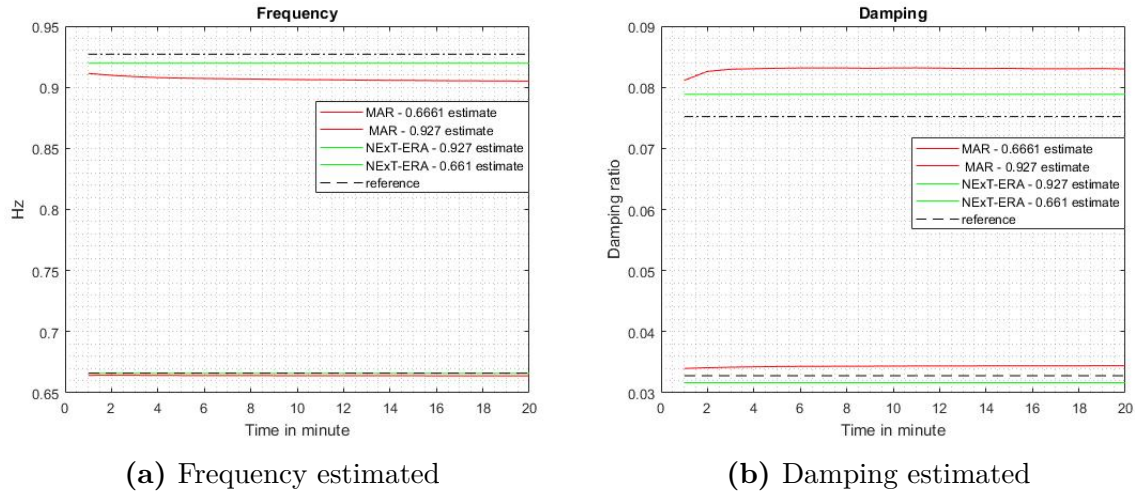 Frequency
0.95
0.9
0.85
0.8
0.75
0.7
0.65
Hz
MAR - 0.6661 estimate
MAR - 0.927 estimate
NExT-ERA - 0.927 estimate
NExT-ERA - 0.661 estimate
reference
0 2 4 6 8 10 12 14 16 18 20
Time in minute
(a) Frequency estimated
Damping
0.09
0.08
0.07
0.06
0.05
0.04
0.03
Damping ratio
MAR - 0.6661 estimate
MAR - 0.927 estimate
NExT-ERA - 0.927 estimate
NExT-ERA - 0.661 estimate
reference
0 2 4 6 8 10 12 14 16 18 20
Time in minute
(b) Damping estimated